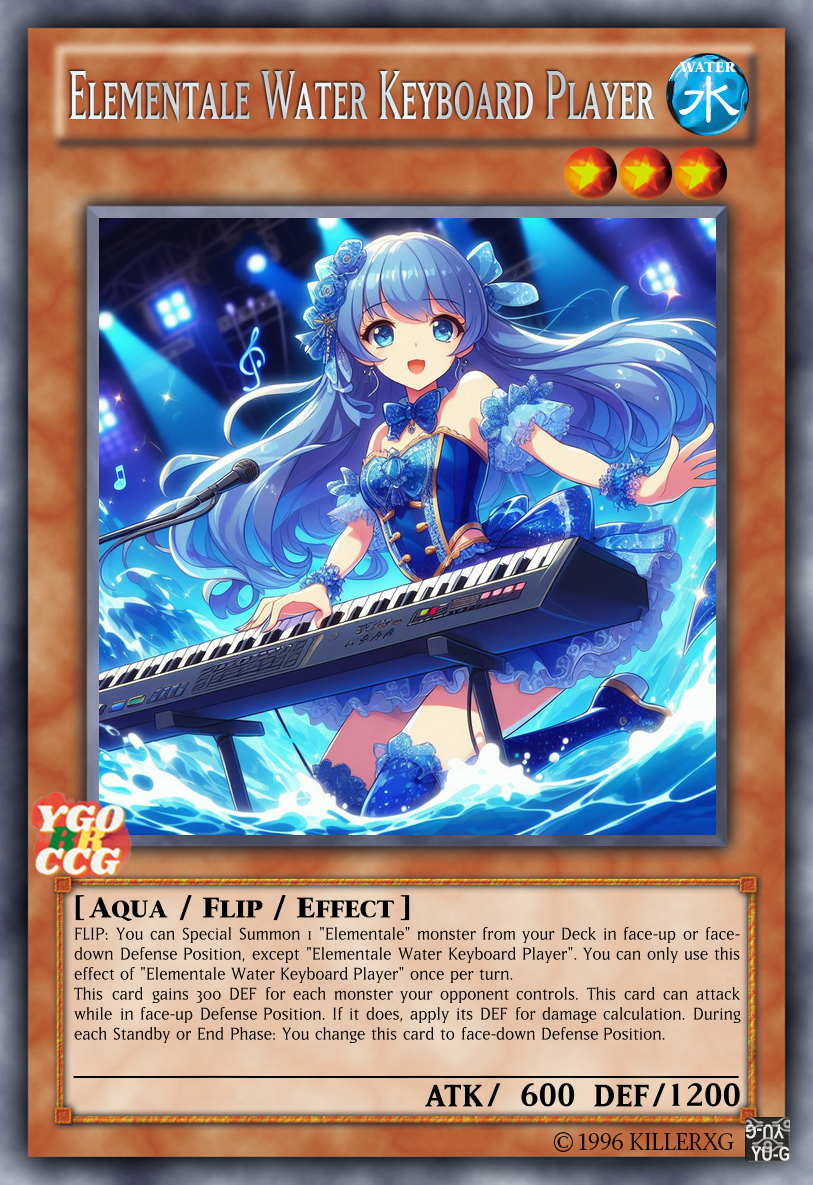 Elementale Water Keyboard Player
WATER
水
YGO
RR
CCG
[ Aqua / Flip / Effect ]
FLIP: You can Special Summon 1 "Elementale" monster from your Deck in face-up or face-
down Defense Position, except "Elementale Water Keyboard Player". You can only use this
effect of "Elementale Water Keyboard Player" once per turn.
This card gains 300 DEF for each monster your opponent controls. This card can attack
while in face-up Defense Position. If it does, apply its DEF for damage calculation. During
each Standby or End Phase: You change this card to face-down Defense Position.
ATK/ 600 DEF/1200
© 1996 KILLERXG
YU-G
YU-G